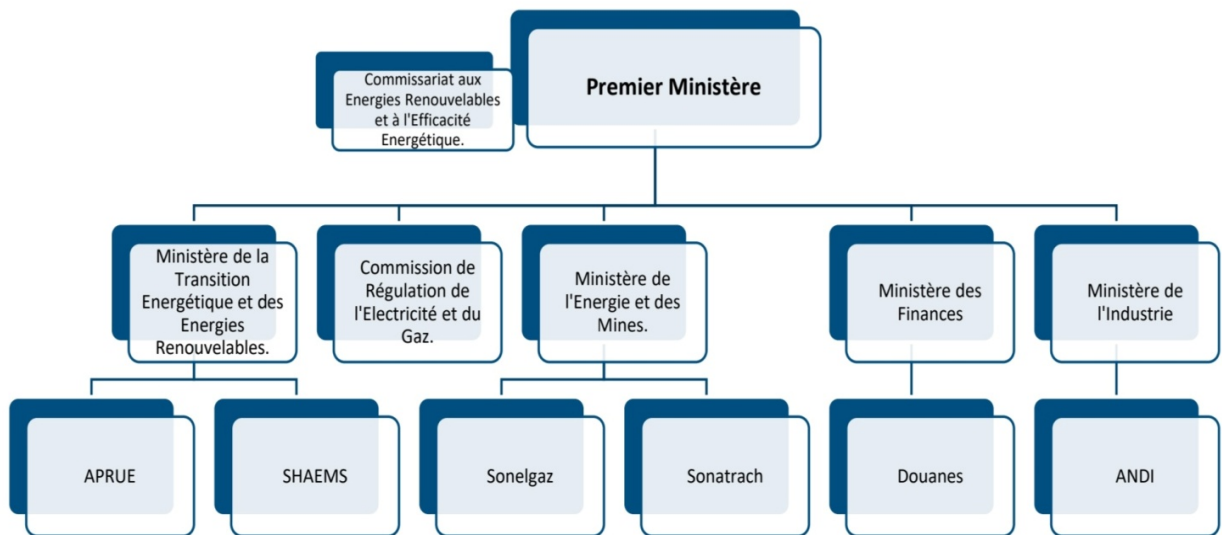 Premier Ministère
Commissariat aux
Energies Renouvelables
et à l'Efficacité
Energétique.
Ministère de la
Transition
Energétique et des
Energies
Renouvelables.
Commission de
Régulation de
l'Electricité et du
Gaz.
Ministère de
l'Energie et des
Mines.
Ministère des
Finances
Ministère de
l'Industrie
APRUE
SHAEMS
Sonelgaz
Sonatrach
Douanes
ANDI